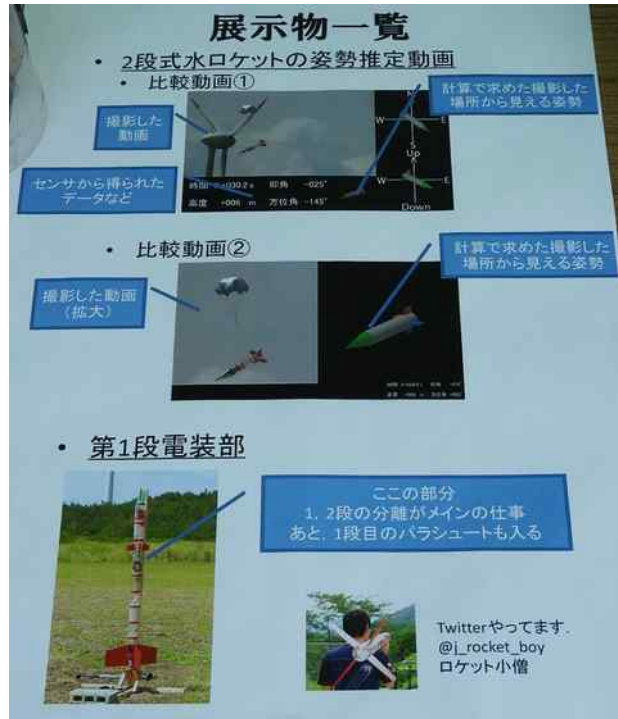 展示物一覧
• 2段式水ロケットの姿勢推定動画
• 比較動画①
撮影した
動画
計算で求めた撮影した
場所から見える姿勢
センサから得られた
データなど
W
E
S
Up
W
E
Down
仰角 -025°
高度 +006 m 方位角 -145°
• 比較動画②
計算で求めた撮影した
場所から見える姿勢
撮影した動画
(拡大)
• 第1段電装部
ここの部分
1, 2段の分離がメインの仕事
あと, 1段目のパラシュートも入る
Twitterやってます.
@j_rocket_boy
ロケット小僧